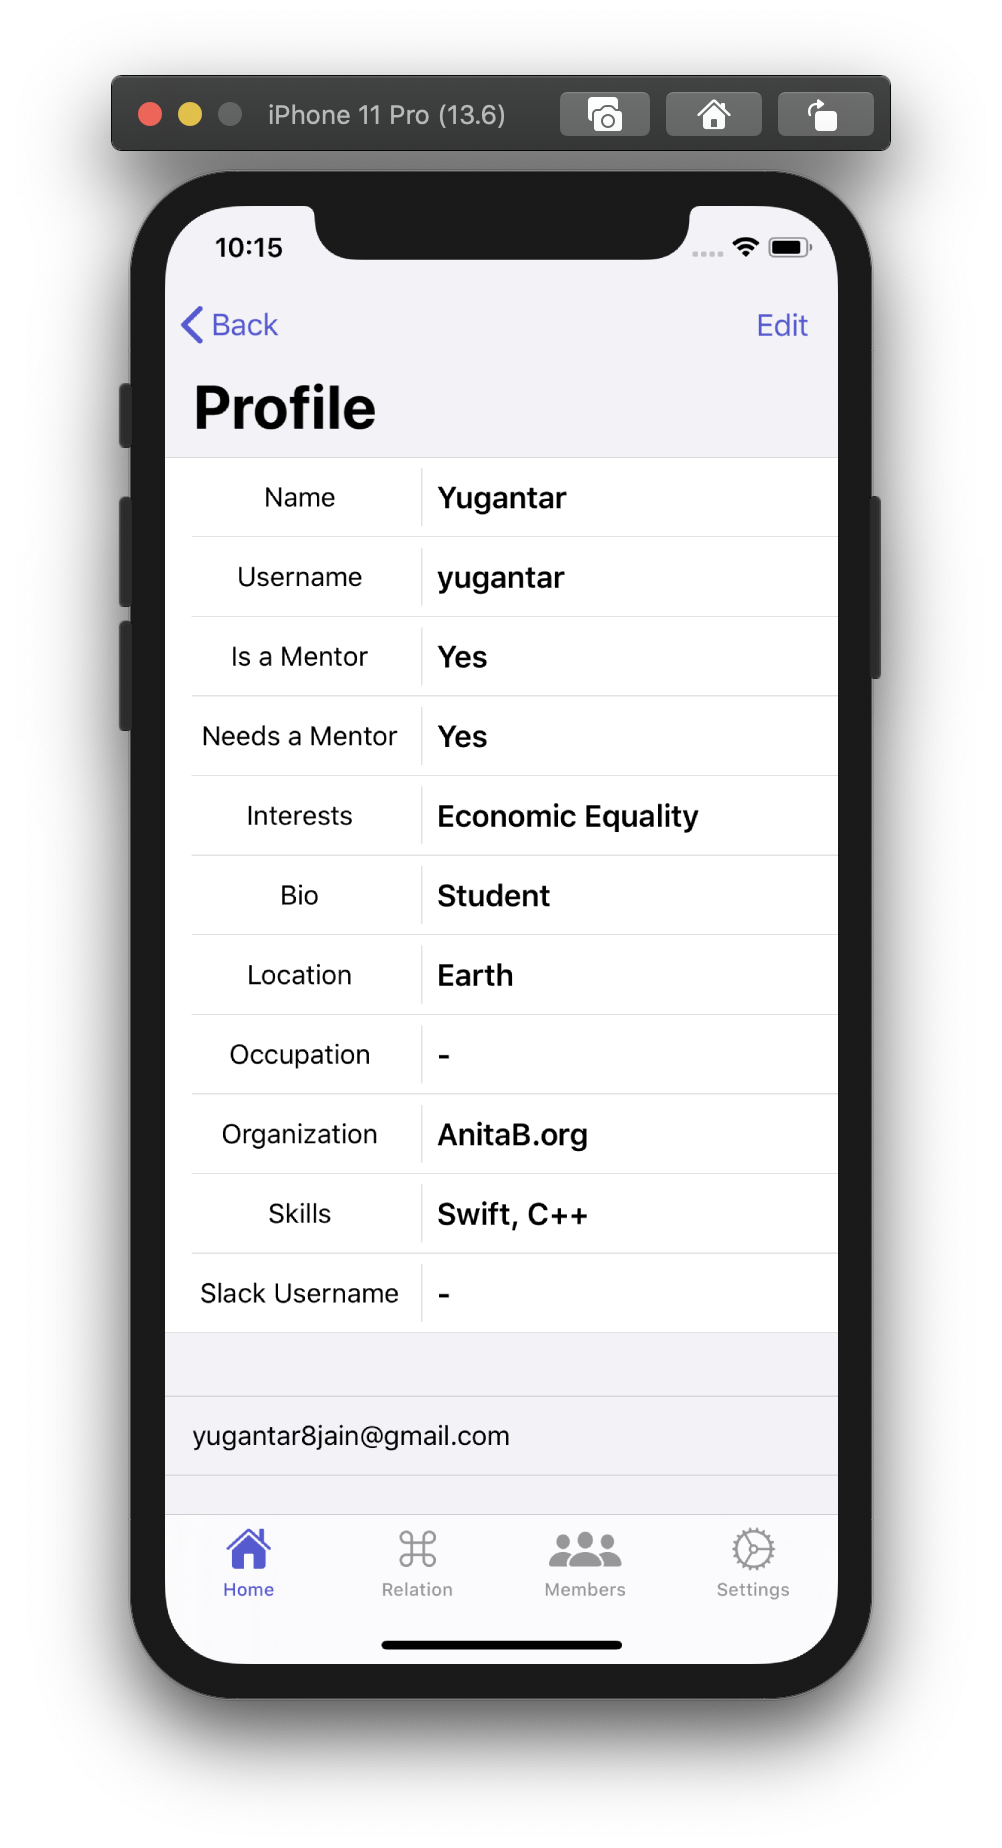 iPhone 11 Pro (13.6)
10:15
Back Edit
Profile
Name Yugantar
Username yugantar
Is a Mentor Yes
Needs a Mentor Yes
Interests Economic Equality
Bio Student
Location Earth
Occupation -
Organization AnitaB.org
Skills Swift, C++
Slack Username -
yugantar8jain@gmail.com
Home Relation Members Settings